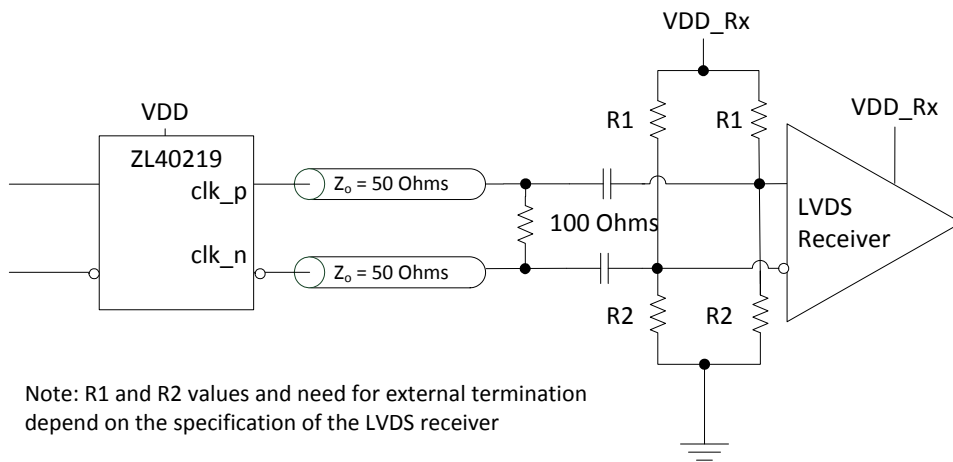 VDD_Rx
VDD
R1
R1
VDD_Rx
ZL40219
clk_p
Zₒ = 50 Ohms
100 Ohms
LVDS
Receiver
clk_n
Zₒ = 50 Ohms
R2
R2
Note: R1 and R2 values and need for external termination
depend on the specification of the LVDS receiver